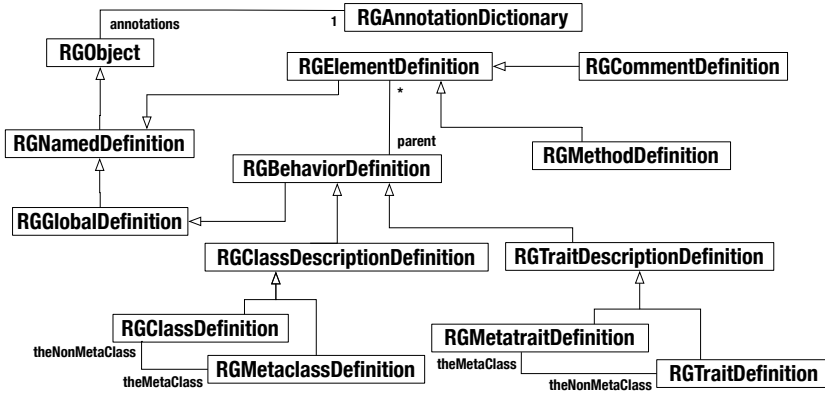 annotations
1
RGAnnotationDictionary
RGObject
RGElementDefinition
RGCommentDefinition
*
RGNamedDefinition
parent
RGMethodDefinition
RGBehaviorDefinition
RGGlobalDefinition
RGClassDescriptionDefinition
RGTraitDescriptionDefinition
RGClassDefinition
RGMetatraitDefinition
theNonMetaClass
theMetaClass
RGMetaclassDefinition
theMetaClass
theNonMetaClass
RGTraitDefinition